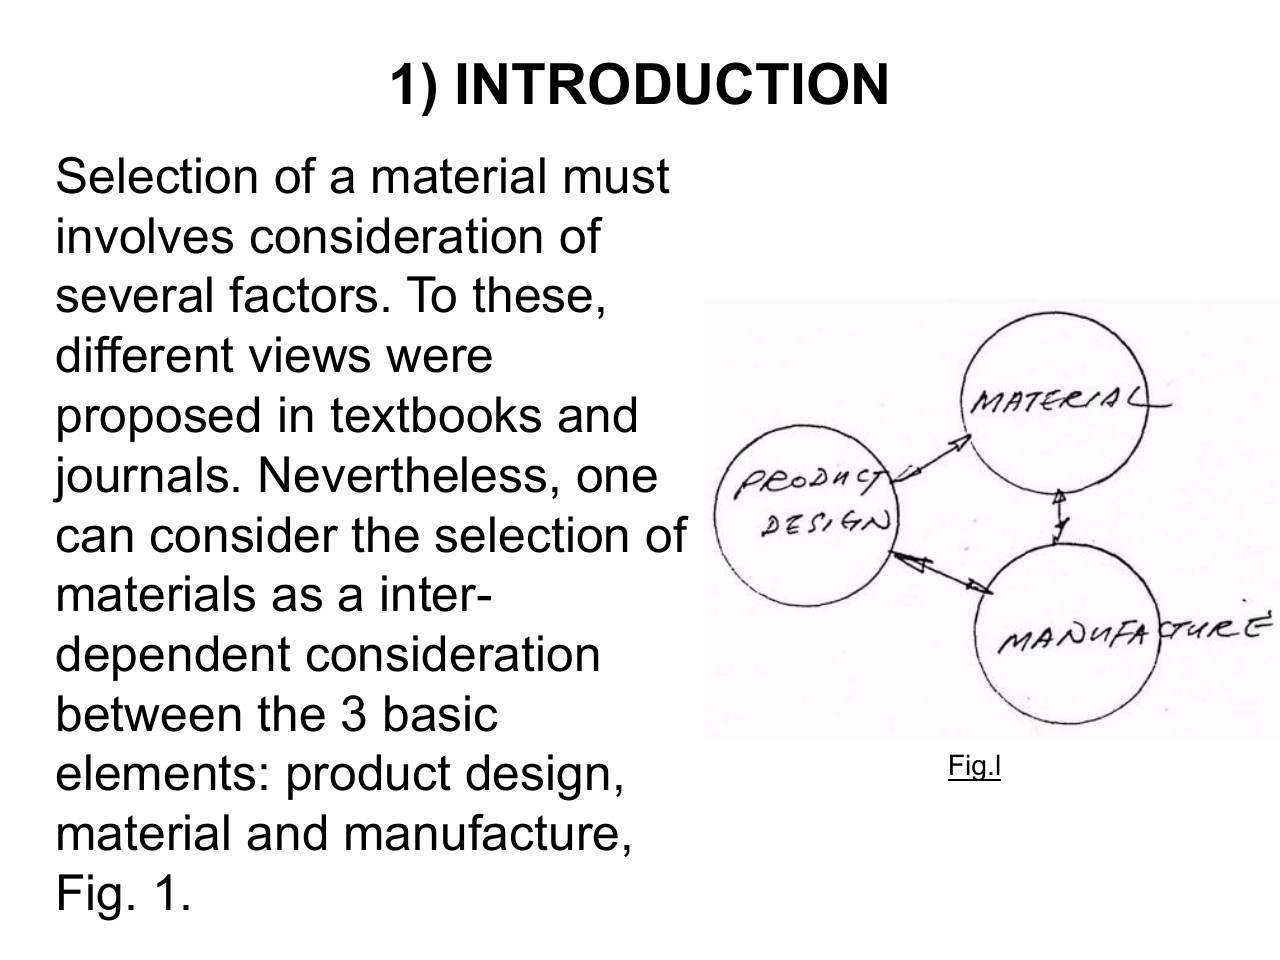 1) INTRODUCTION
Selection of a material must
involves consideration of
several factors. To these,
different views were
proposed in textbooks and
journals. Nevertheless, one
can consider the selection of
materials as a inter-
dependent consideration
between the 3 basic
elements: product design,
material and manufacture,
Fig. 1.
MATERIAL
PRODUCT
DESIGN
MANUFACTURE
Fig.l